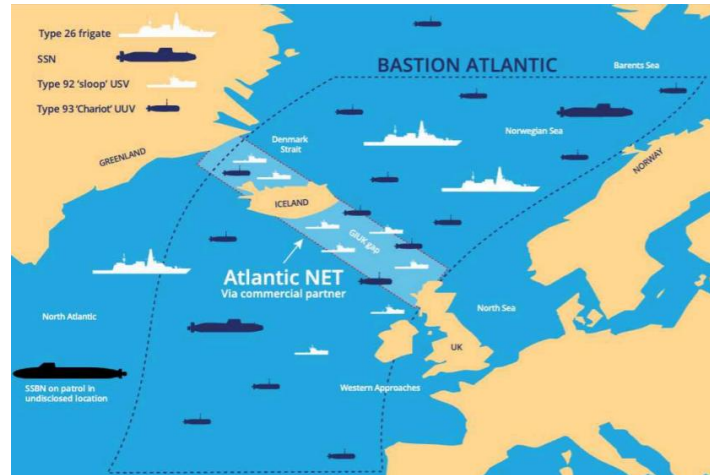 Type 26 frigate
SSN
Type 92 'sloop' USV
Type 93 'Chariot' UUV
BASTION ATLANTIC
Barents Sea
Norwegian Sea
Denmark
Strait
GREENLAND
NORWAY
ICELAND
GIUK gap
Atlantic NET
Via commercial partner
North Atlantic
North Sea
UK
SSBN on patrol in
undisclosed location
Western Approaches